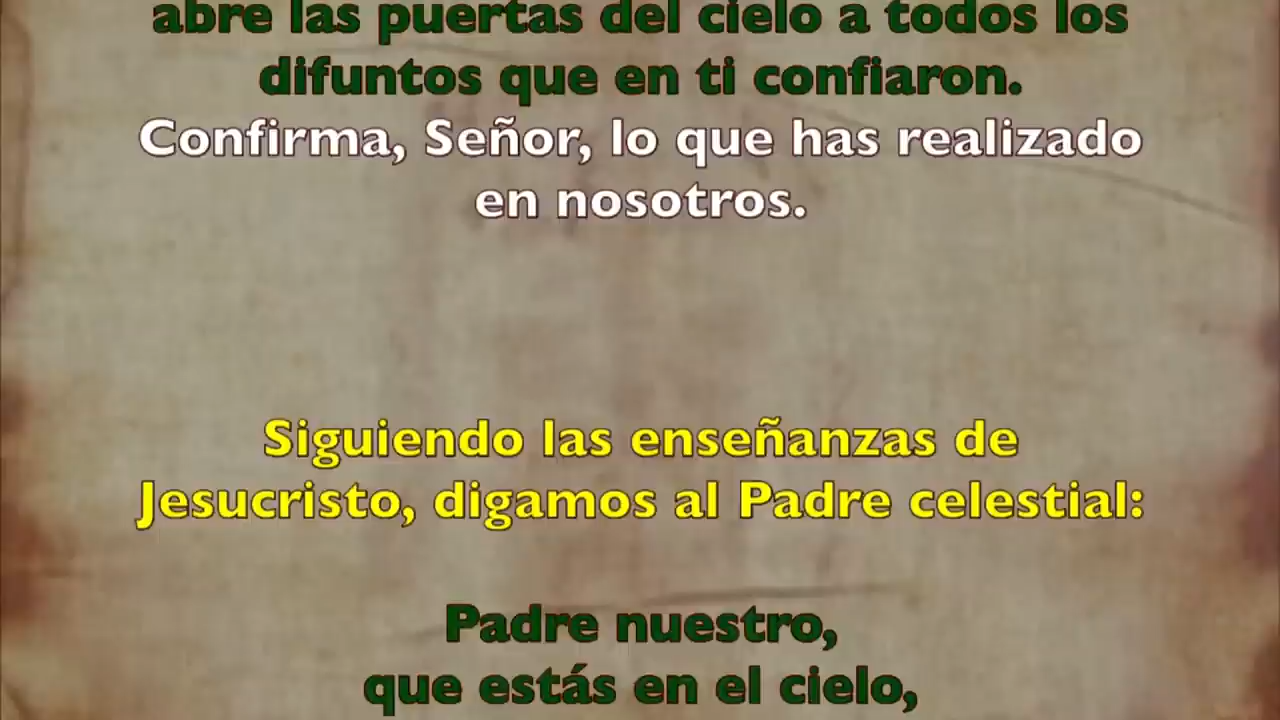 abre las puertas del cielo a todos los
difuntos que en ti confiaron.
Confirma, Señor, lo que has realizado
en nosotros.
Siguiendo las enseñanzas de
Jesucristo, digamos al Padre celestial:
Padre nuestro,
que estás en el cielo,